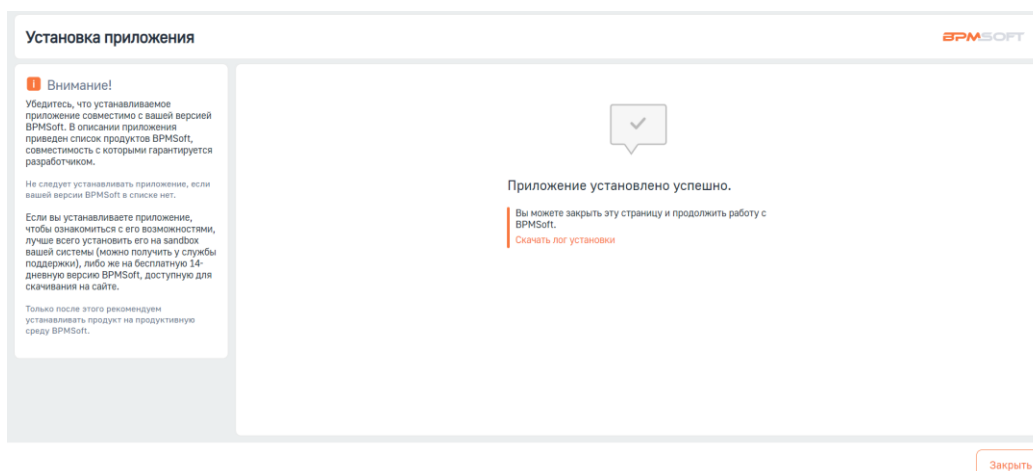 Установка приложения
BPMSOFT
Внимание!
Убедитесь, что устанавливаемое
приложение совместимо с вашей версией
BPMSoft. В описании приложения
приведен список продуктов BPMSoft,
совместимость с которыми гарантируется
разработчиком.
Не следует устанавливать приложение, если
вашей версии BPMSoft в списке нет.
Если вы устанавливаете приложение,
чтобы ознакомиться с его возможностями,
лучше всего установить его на sandbox
вашей системы (можно получить у службы
поддержки), либо же на бесплатную 14-
дневную версию BPMSoft, доступную для
скачивания на сайте.
Только после этого рекомендуем
устанавливать продукт на продуктивную
среду BPMSoft.
Приложение установлено успешно.
Вы можете закрыть эту страницу и продолжить работу с
BPMSoft.
Скачать лог установки
Закрыть